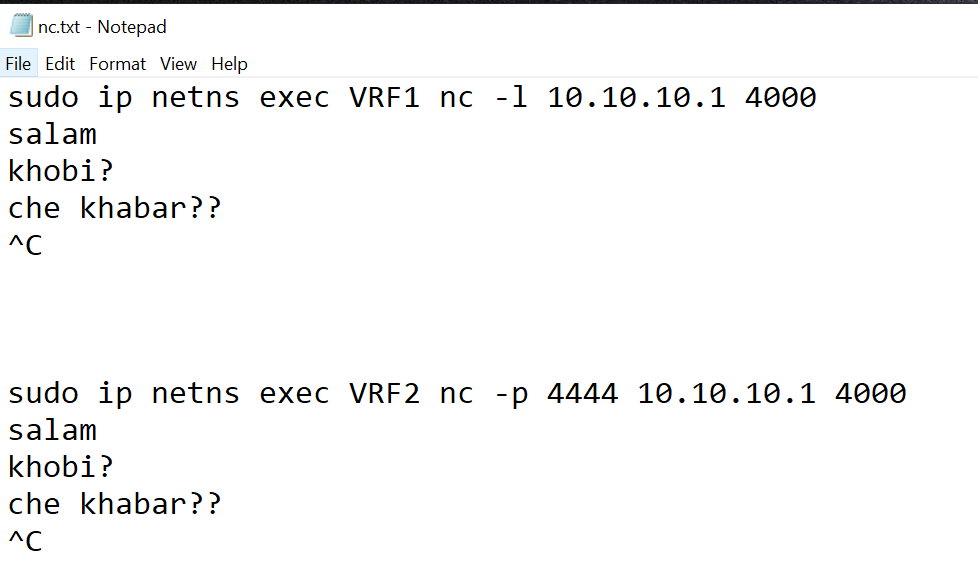 nc.txt - Notepad
File Edit Format View Help
sudo ip netns exec VRF1 nc -l 10.10.10.1 4000
salam
khobi?
che khabar??
^C
sudo ip netns exec VRF2 nc -p 4444 10.10.10.1 4000
salam
khobi?
che khabar??
^C